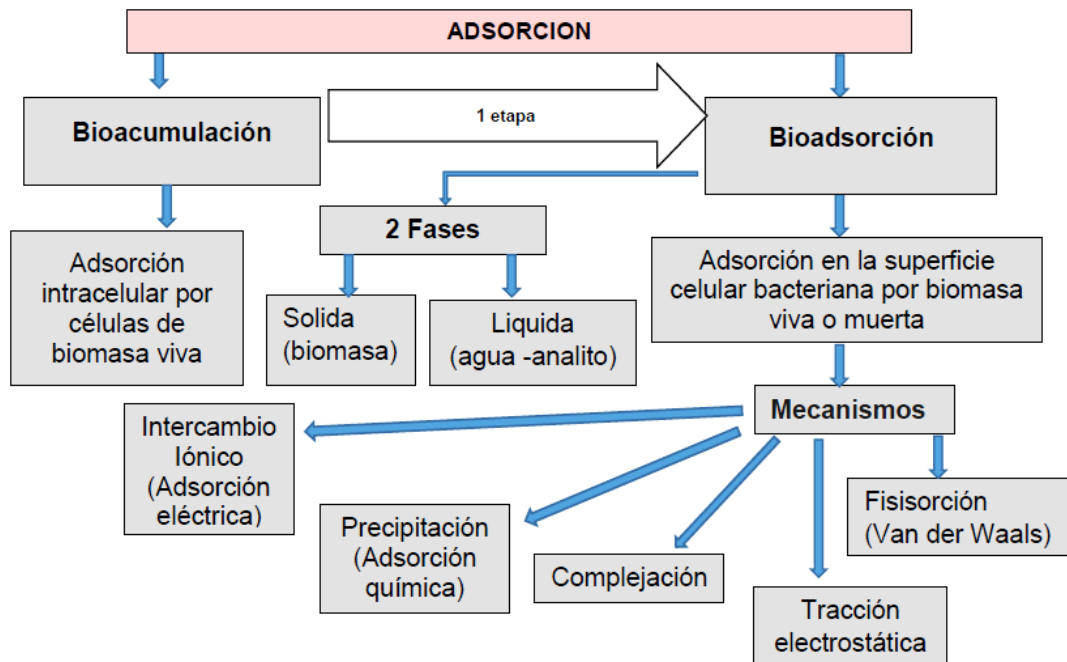 ADSORCION
Bioacumulación
1 etapa
Bioadsorción
2 Fases
Adsorción
intracelular por
células de
biomasa viva
Solida
(biomasa)
Liquida
(agua -analito)
Adsorción en la superficie
celular bacteriana por biomasa
viva o muerta
Mecanismos
Intercambio
Iónico
(Adsorción
eléctrica)
Precipitación
(Adsorción
química)
Complejación
Tracción
electrostática
Fisisorción
(Van der Waals)